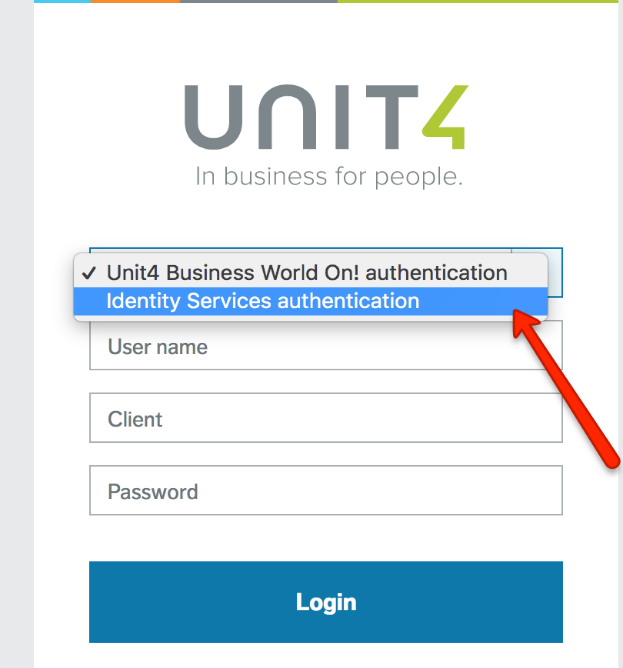 UNIT4
In business for people.
✓ Unit4 Business World On! authentication
Identity Services authentication
User name
Client
Password
Login